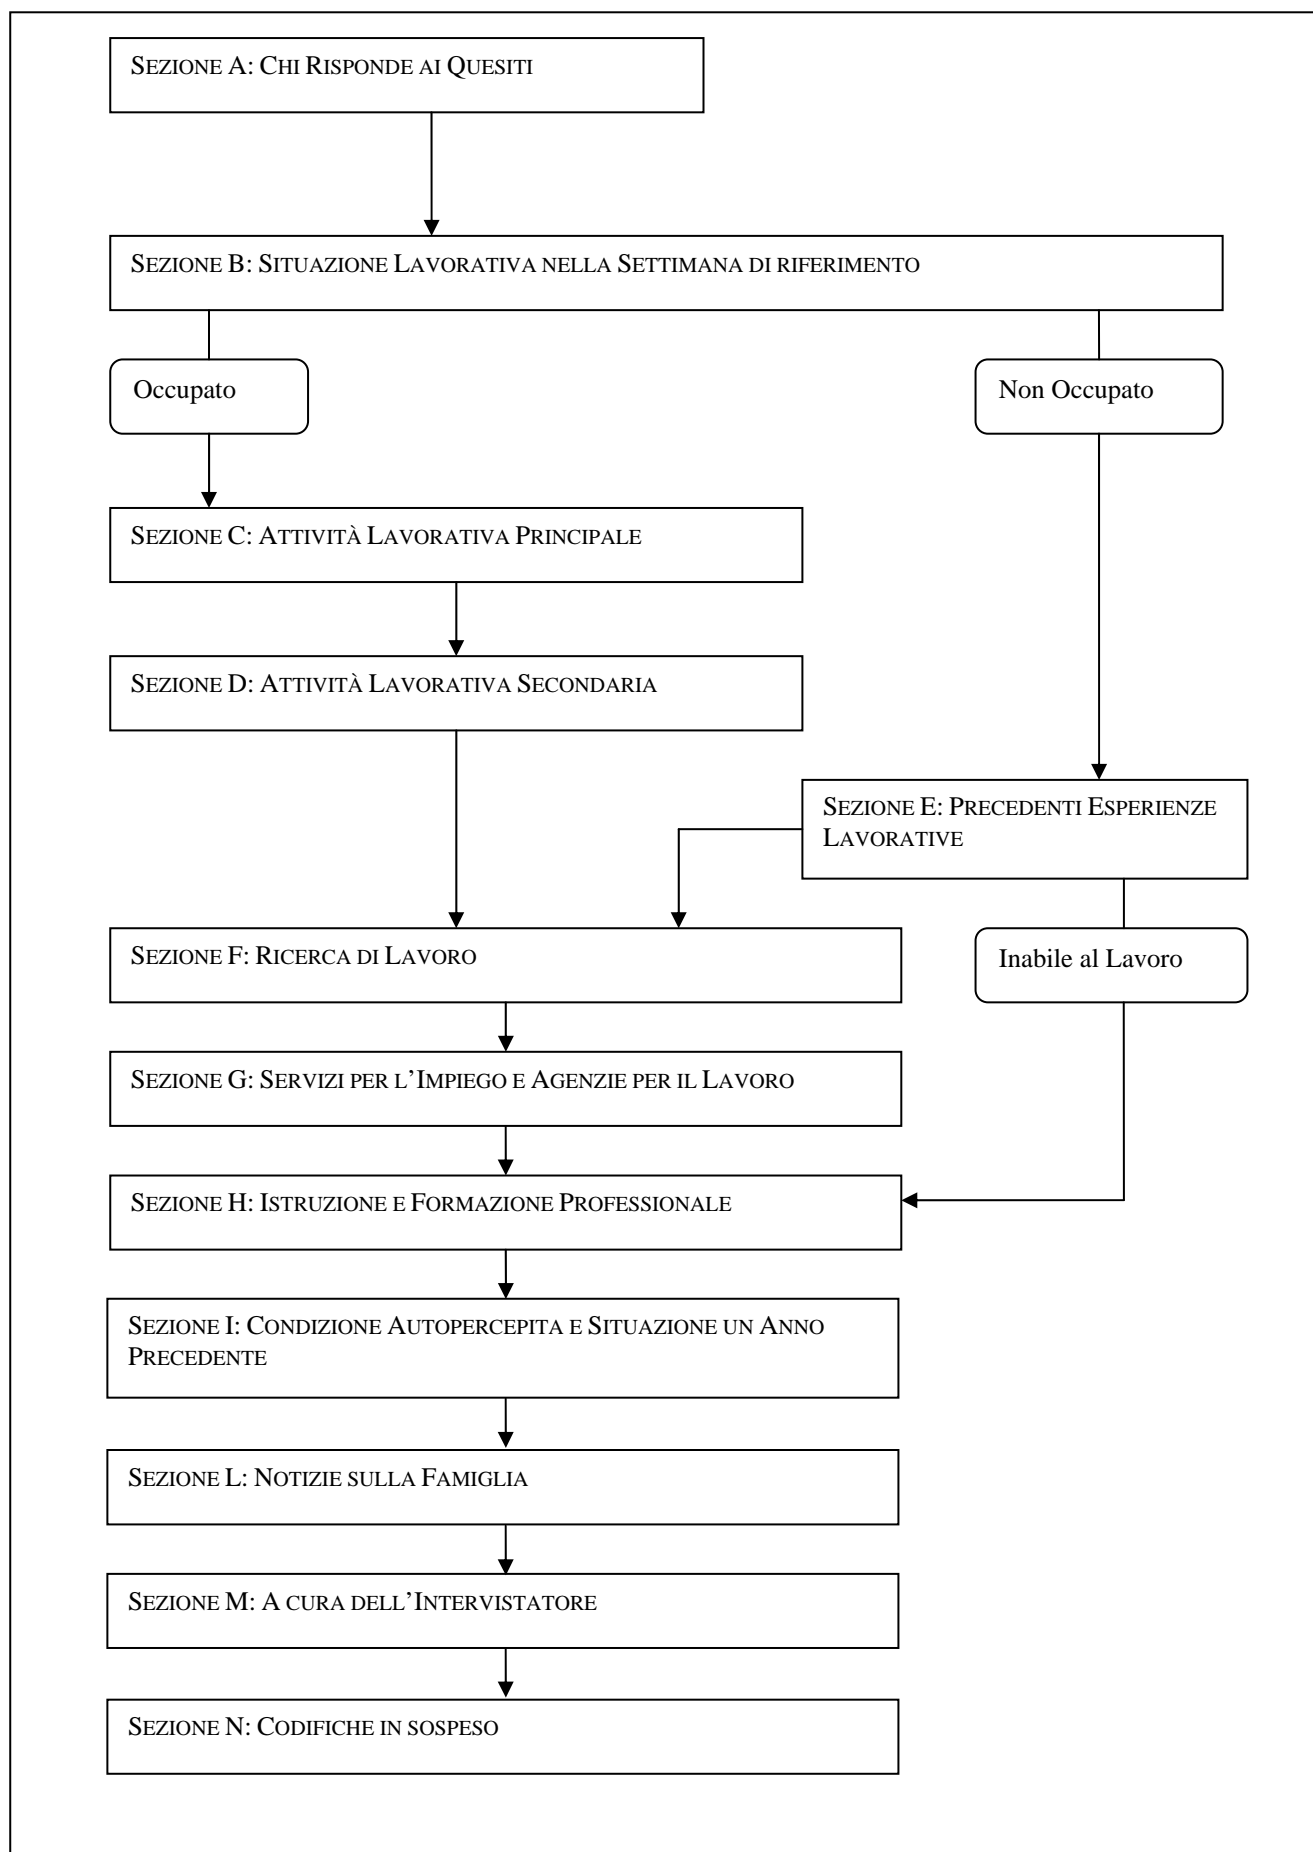 SEZIONE A: CHI RISPONDE AI QUESITI
SEZIONE B: SITUAZIONE LAVORATIVA NELLA SETTIMANA DI RIFERIMENTO
Occupato
Non Occupato
SEZIONE C: ATTIVITÀ LAVORATIVA PRINCIPALE
SEZIONE D: ATTIVITÀ LAVORATIVA SECONDARIA
SEZIONE E: PRECEDENTI ESPERIENZE
LAVORATIVE
SEZIONE F: RICERCA DI LAVORO
Inabile al Lavoro
SEZIONE G: SERVIZI PER L'IMPIEGO E AGENZIE PER IL LAVORO
SEZIONE H: ISTRUZIONE E FORMAZIONE PROFESSIONALE
SEZIONE I: CONDIZIONE AUTOPERCEPITA E SITUAZIONE UN ANNO
PRECEDENTE
SEZIONE L: NOTIZIE SULLA FAMIGLIA
SEZIONE M: A CURA DELL'INTERVISTATORE
SEZIONE N: CODIFICHE IN SOSPESO